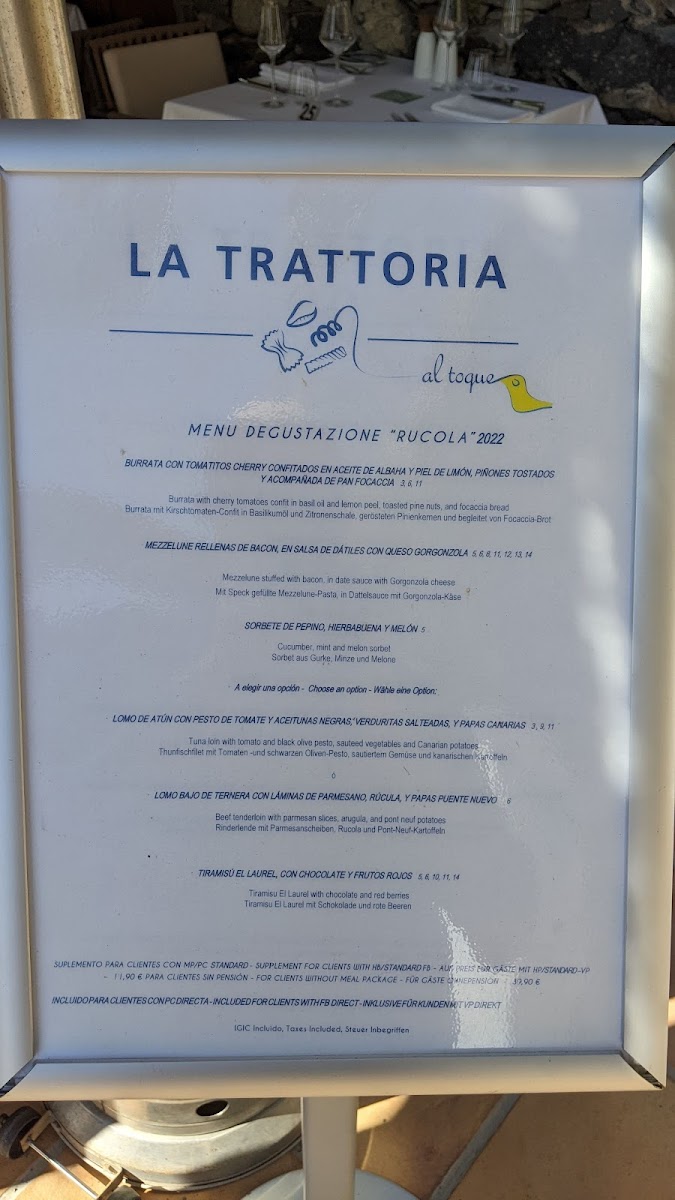 25
LA TRATTORIA
al toque
MENU DEGUSTAZIONE "RUCOLA" 2022
BURRATA CON TOMATITOS CHERRY CONFITADOS EN ACEITE DE ALBAHA Y PIEL DE LIMÓN, PIÑONES TOSTADOS
Y ACOMPAÑADA DE PAN FOCACCIA 3, 6, 11
Burrata with cherry tomatoes confit in basil oil and lemon peel, toasted pine nuts, and focaccia bread
Burrata mit Kirschtomaten-Confit in Basilikumöl und Zitronenschale, gerösteten Pinienkernen und begleitet von Focaccia-Brot
MEZZELUNE RELLENAS DE BACON, EN SALSA DE DÁTILES CON QUESO GORGONZOLA 5, 6, 8, 11, 12, 13, 14
Mezzelune stuffed with bacon, in date sauce with Gorgonzola cheese
Mit Speck gefüllte Mezzelune-Pasta, in Dattelsauce mit Gorgonzola-Käse
SORBETE DE PEPINO, HIERBABUENA Y MELÓN 5
Cucumber, mint and melon sorbet
Sorbet aus Gurke, Minze und Melone
A elegir una opción - Choose an option - Wähle eine Option:
LOMO DE ATÚN CON PESTO DE TOMATE Y ACEITUNAS NEGRAS, VERDURITAS SALTEADAS, Y PAPAS CANARIAS 3, 9, 11
Tuna loin with tomato and black olive pesto, sauteed vegetables and Canarian potatoes
Thunfischfilet mit Tomaten -und schwarzen Oliven-Pesto, sautiertem Gemüse und kanarischen Kartoffeln
ó
LOMO BAJO DE TERNERA CON LÁMINAS DE PARMESANO, RÚCULA, Y PAPAS PUENTE NUEVO 6
Beef tenderloin with parmesan slices, arugula, and pont neuf potatoes
Rinderlende mit Parmesanscheiben, Rucola und Pont-Neuf-Kartoffeln
TIRAMISÚ EL LAUREL, CON CHOCOLATE Y FRUTOS ROJOS 5, 6, 10, 11, 14
Tiramisu El Laurel with chocolate and red berries
Tiramisu El Laurel mit Schokolade und rote Beeren
SUPLEMENTO PARA CLIENTES CON MP/PC STANDARD - SUPPLEMENT FOR CLIENTS WITH HB/STANDARD FB - AUFPREIS FÜR GÄSTE MIT HP/STANDARD-VP
- 11,90 € PARA CLIENTES SIN PENSIÓN - FOR CLIENTS WITHOUT MEAL PACKAGE - FÜR GÄSTE OHNEPENSION 39,90 €
INCLUIDO PARA CLIENTES CON PC DIRECTA - INCLUDED FOR CLIENTS WITH FB DIRECT - INKLUSIVE FÜR KUNDEN MIT VP DIREKT
IGIC Incluido, Taxes Included, Steuer Inbegriffen